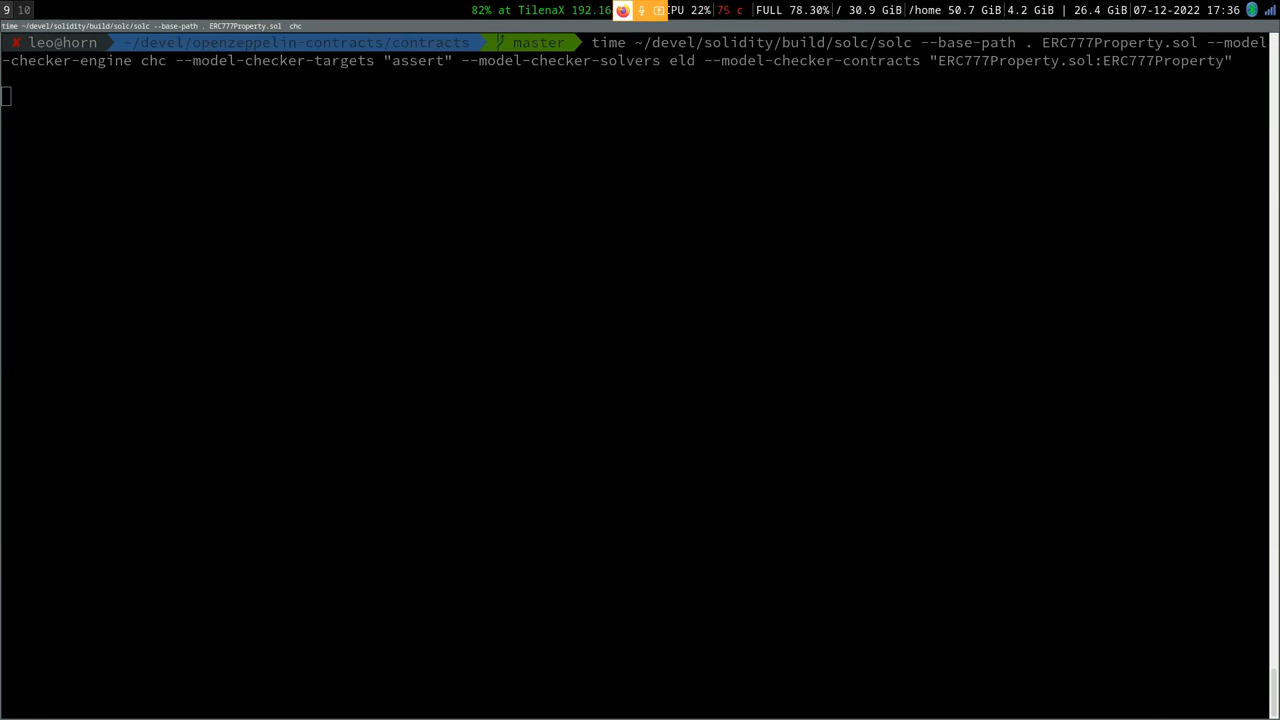 9 10 82% at TilenaX 192.16 CPU 22% 75 c |FULL 78.30% / 30.9 GiB /home 50.7 GiB 4.2 GiB | 26.3 GiB 07-12-2022 17:36
time ~/devel/solidity/build/solc/solc --base-path . ERC777Property.sol chc
✘ leo@horn ~/devel/openzeppelin-contracts/contracts master time ~/devel/solidity/build/solc/solc --base-path . ERC777Property.sol --model
-checker-engine chc --model-checker-targets "assert" --model-checker-solvers eld --model-checker-contracts "ERC777Property.sol:ERC777Property"